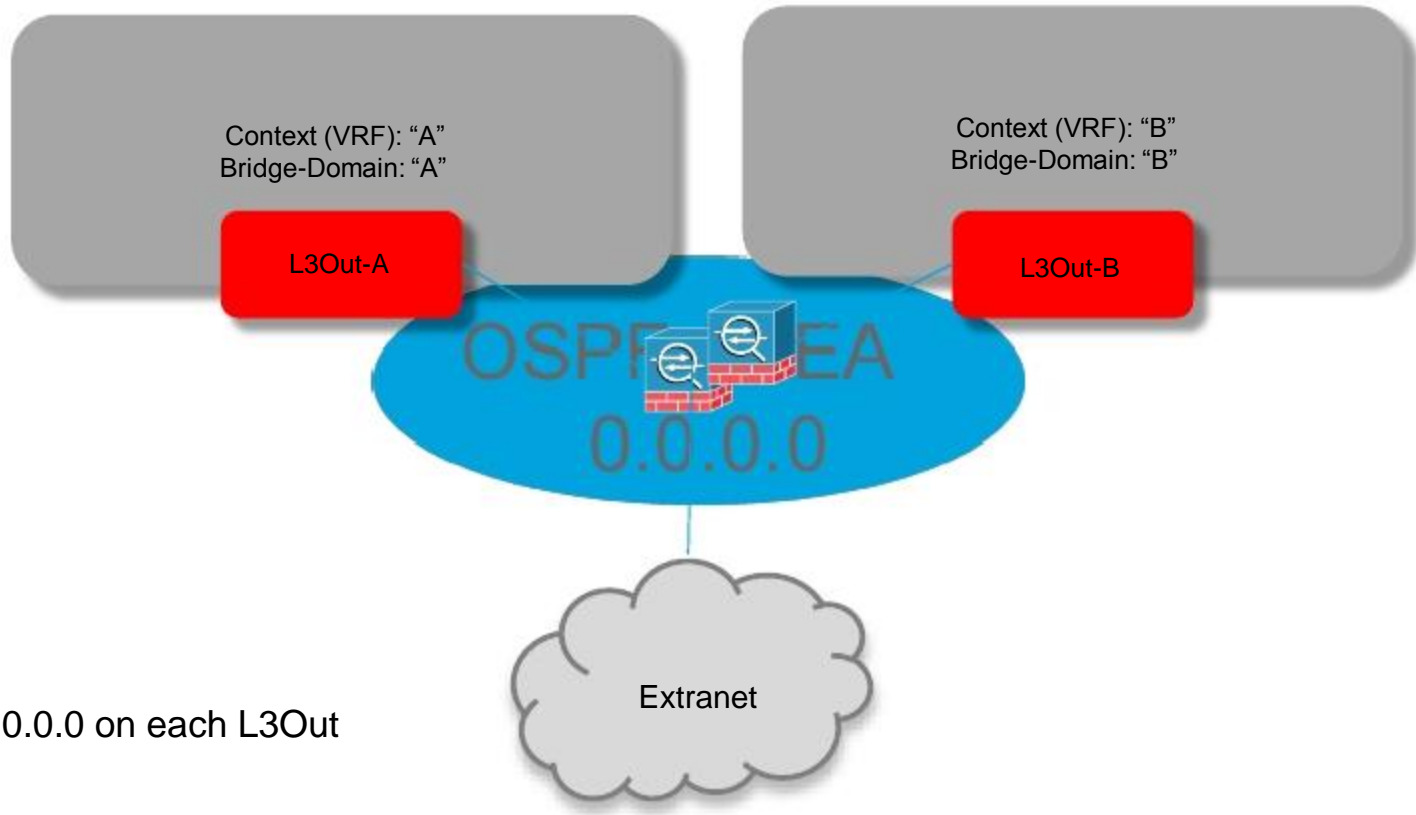 Context (VRF): “A”
Bridge-Domain: “A”
Context (VRF): “B”
Bridge-Domain: “B”
L3Out-A
L3Out-B
0.0.0.0
Extranet
0.0.0 on each L3Out